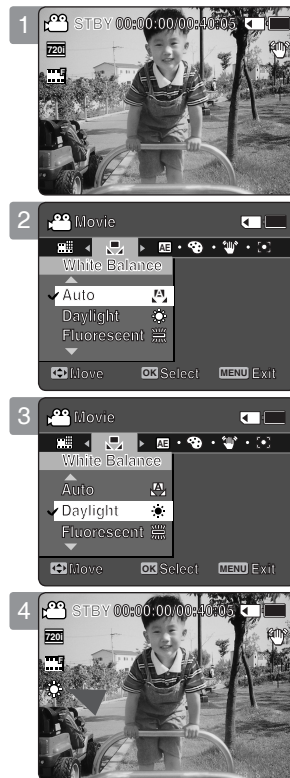 1
STBY 00:00:00/00:40:05
720i
2
Movie
AE
White Balance
Auto
A
Daylight
Fluorescent
Move OK Select MENU Exit
3
Movie
AE
White Balance
Auto
A
Daylight
Fluorescent
Move OK Select MENU Exit
4
STBY 00:00:00/00:40:05
720i